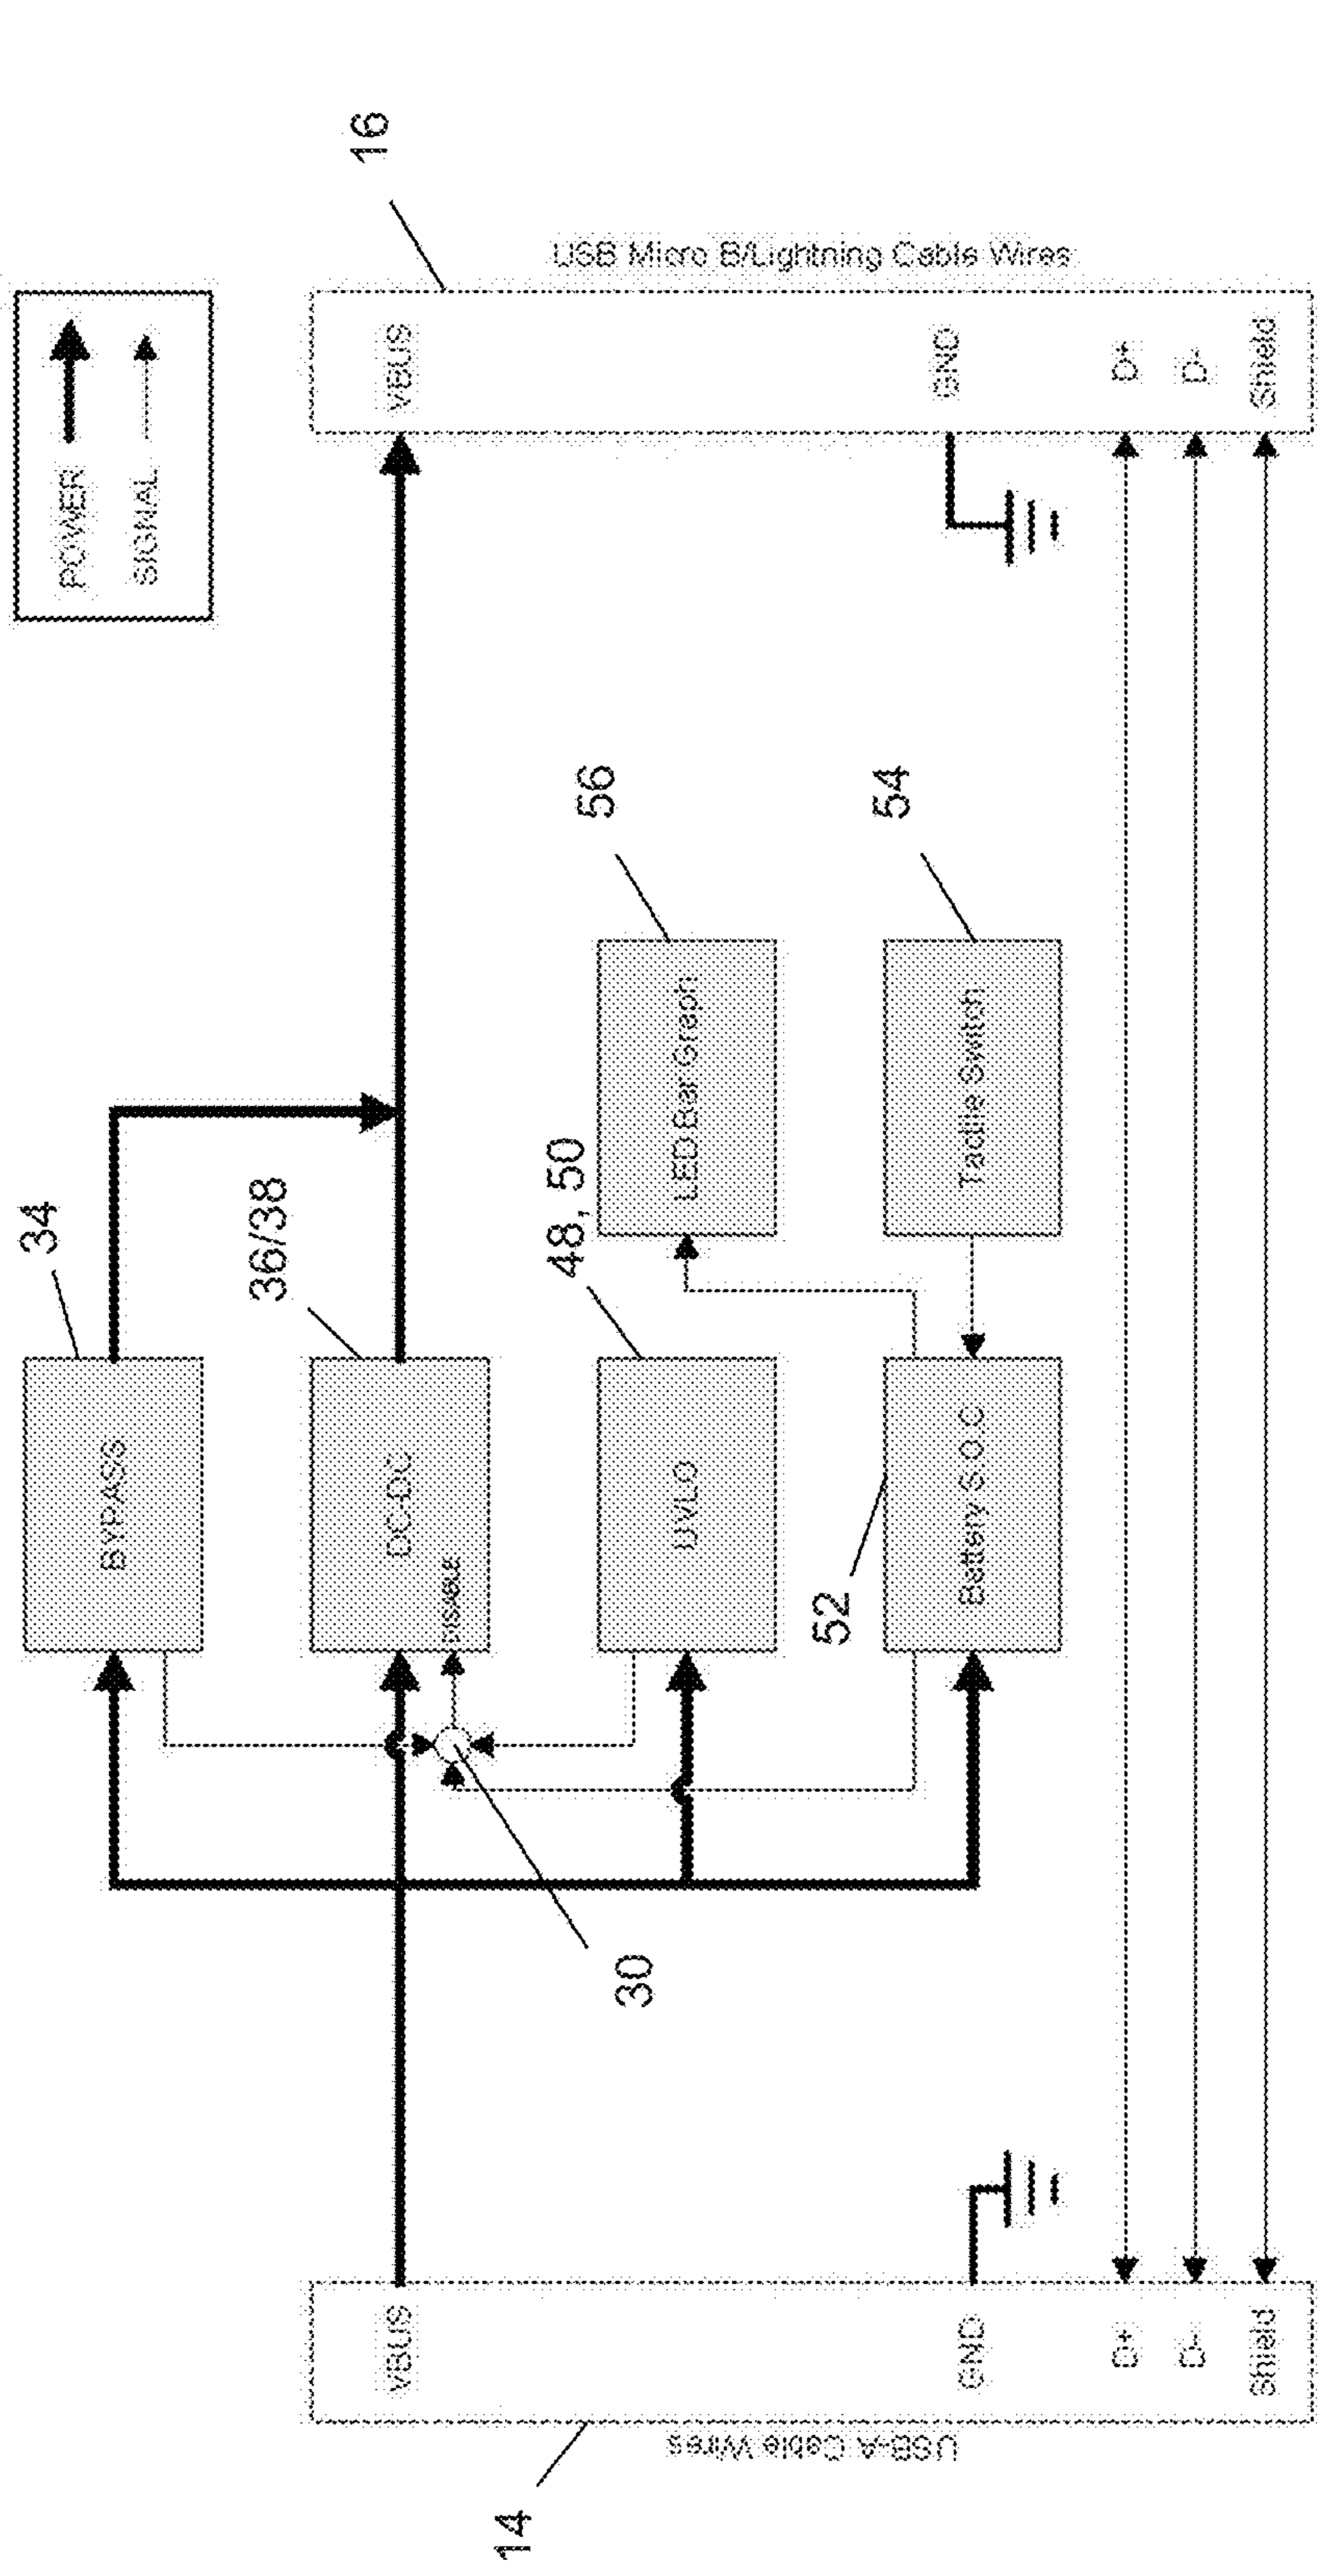 POWER
SIGNAL
34
BYPASS
36/38
DC-DC
DISABLE
48, 50
UVLO
52
Battery S.O.C
56
LED Bar Graph
54
Tactile Switch
30
14
USB-A Cable Wires
VBUS
GND
D+
D-
Shield
16
USB Micro B/Lightning Cable Wires
VBUS
GND
D+
D-
Shield